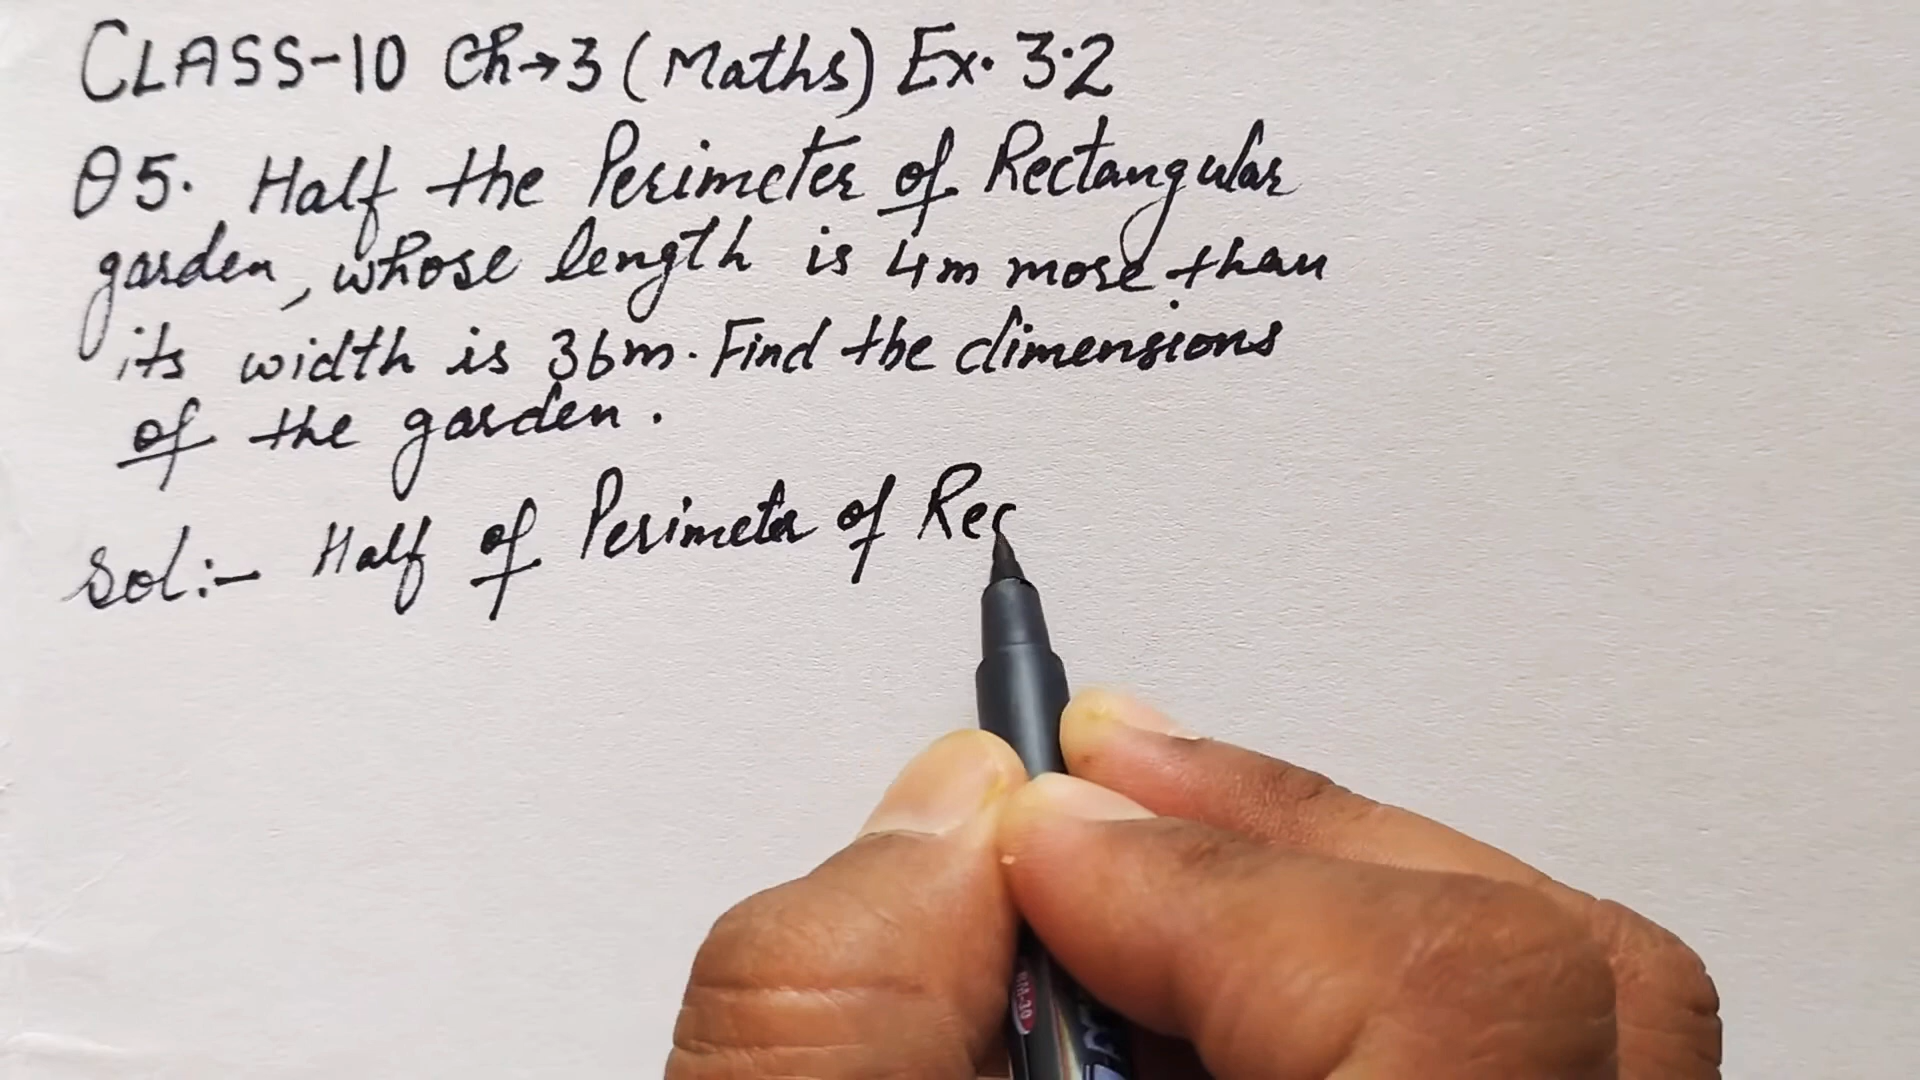 CLASS-10 Ch→3 (Maths) Ex. 3.2
Q5. Half the Perimeter of Rectangular
garden, whose length is 4m more than
its width is 36m. Find the dimensions
of the garden.
Sol:- Half of Perimeter of Rec